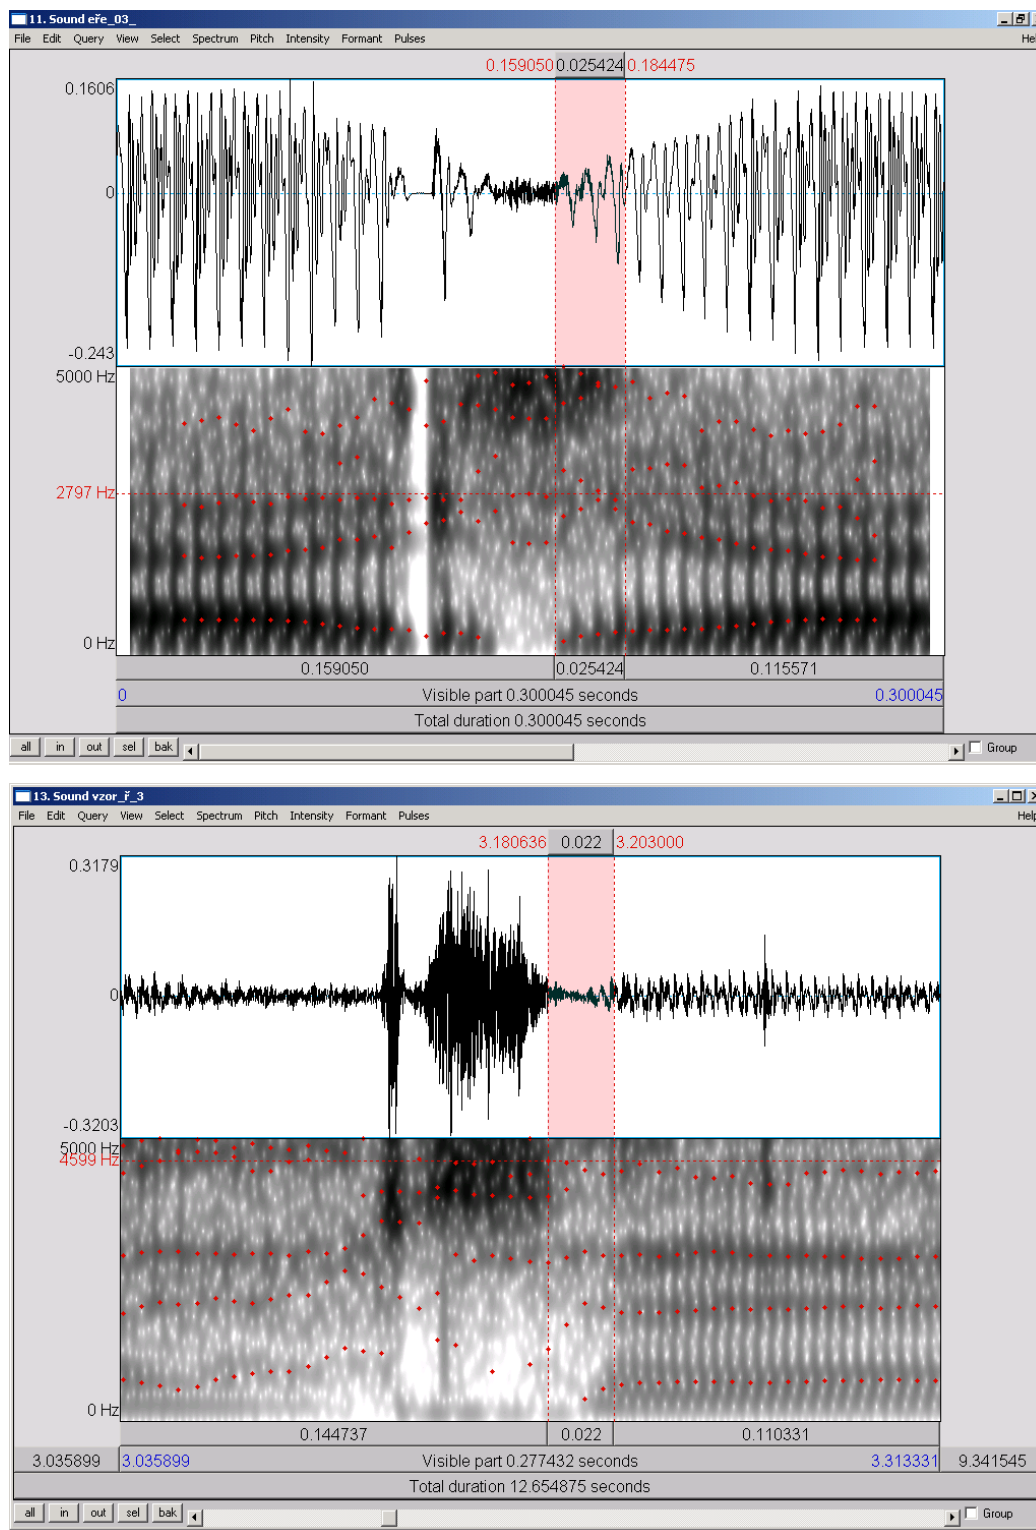 11. Sound eře_03_
File Edit Query View Select Spectrum Pitch Intensity Formant Pulses Hel
0.159050 0.025424 0.184475
0.1606
0
-0.243
5000 Hz
2797 Hz
0 Hz
0.159050 0.025424 0.115571
0 Visible part 0.300045 seconds 0.300045
Total duration 0.300045 seconds
all in out sel bak Group
13. Sound vzor_ř_3
File Edit Query View Select Spectrum Pitch Intensity Formant Pulses Help
3.180636 0.022 3.203000
0.3179
0
-0.3203
5000 Hz
4599 Hz
0 Hz
0.144737 0.022 0.110331
3.035899 3.035899 Visible part 0.277432 seconds 3.313331 9.341545
Total duration 12.654875 seconds
all in out sel bak Group